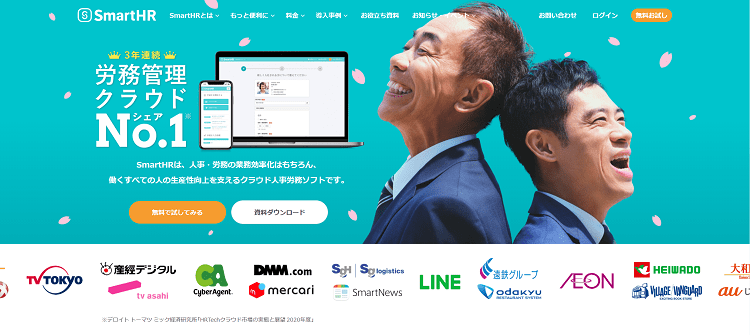 SmartHR
SmartHRとは もっと便利に 料金 導入事例 お役立ち資料 お知らせ・イベント お問い合わせ ログイン 無料お試し
3年連続
労務管理
クラウド
シェア
No.1※
SmartHRは、人事・労務の業務効率化はもちろん、
働くすべての人の生産性向上を支えるクラウド人事労務ソフトです。
無料で試してみる 資料ダウンロード
TV TOKYO
産経デジタル
tv asahi
CA
CyberAgent
DMM.com
mercari
SGH SG logistics
SmartNews
LINE
遠鉄グループ
odakyu
RESTAURANT SYSTEM
ÆON
HEIWADO
VILLAGE VANGUARD
EXCITING BOOK STORE
大和
au じ
※デロイト トーマツ ミック経済研究所「HRTechクラウド市場の実態と展望 2020年度」